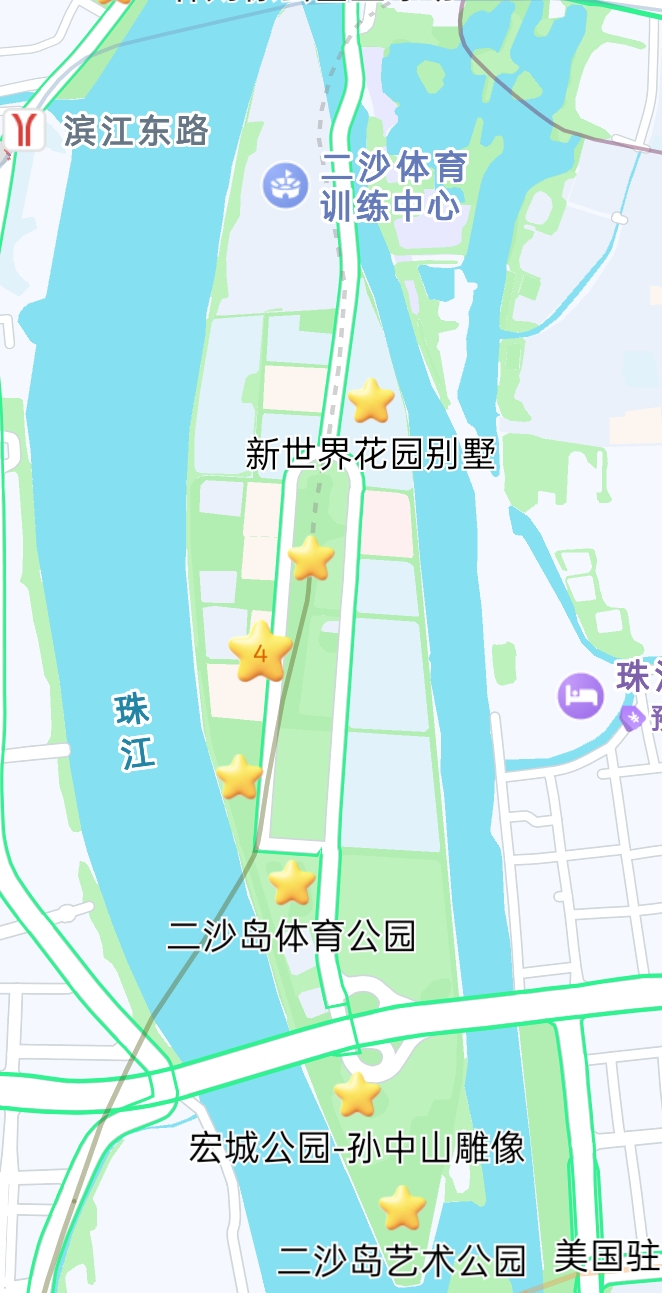 滨江东路
二沙体育
训练中心
新世界花园别墅
4
珠
江
珠
二沙岛体育公园
宏城公园-孙中山雕像
二沙岛艺术公园
美国驻